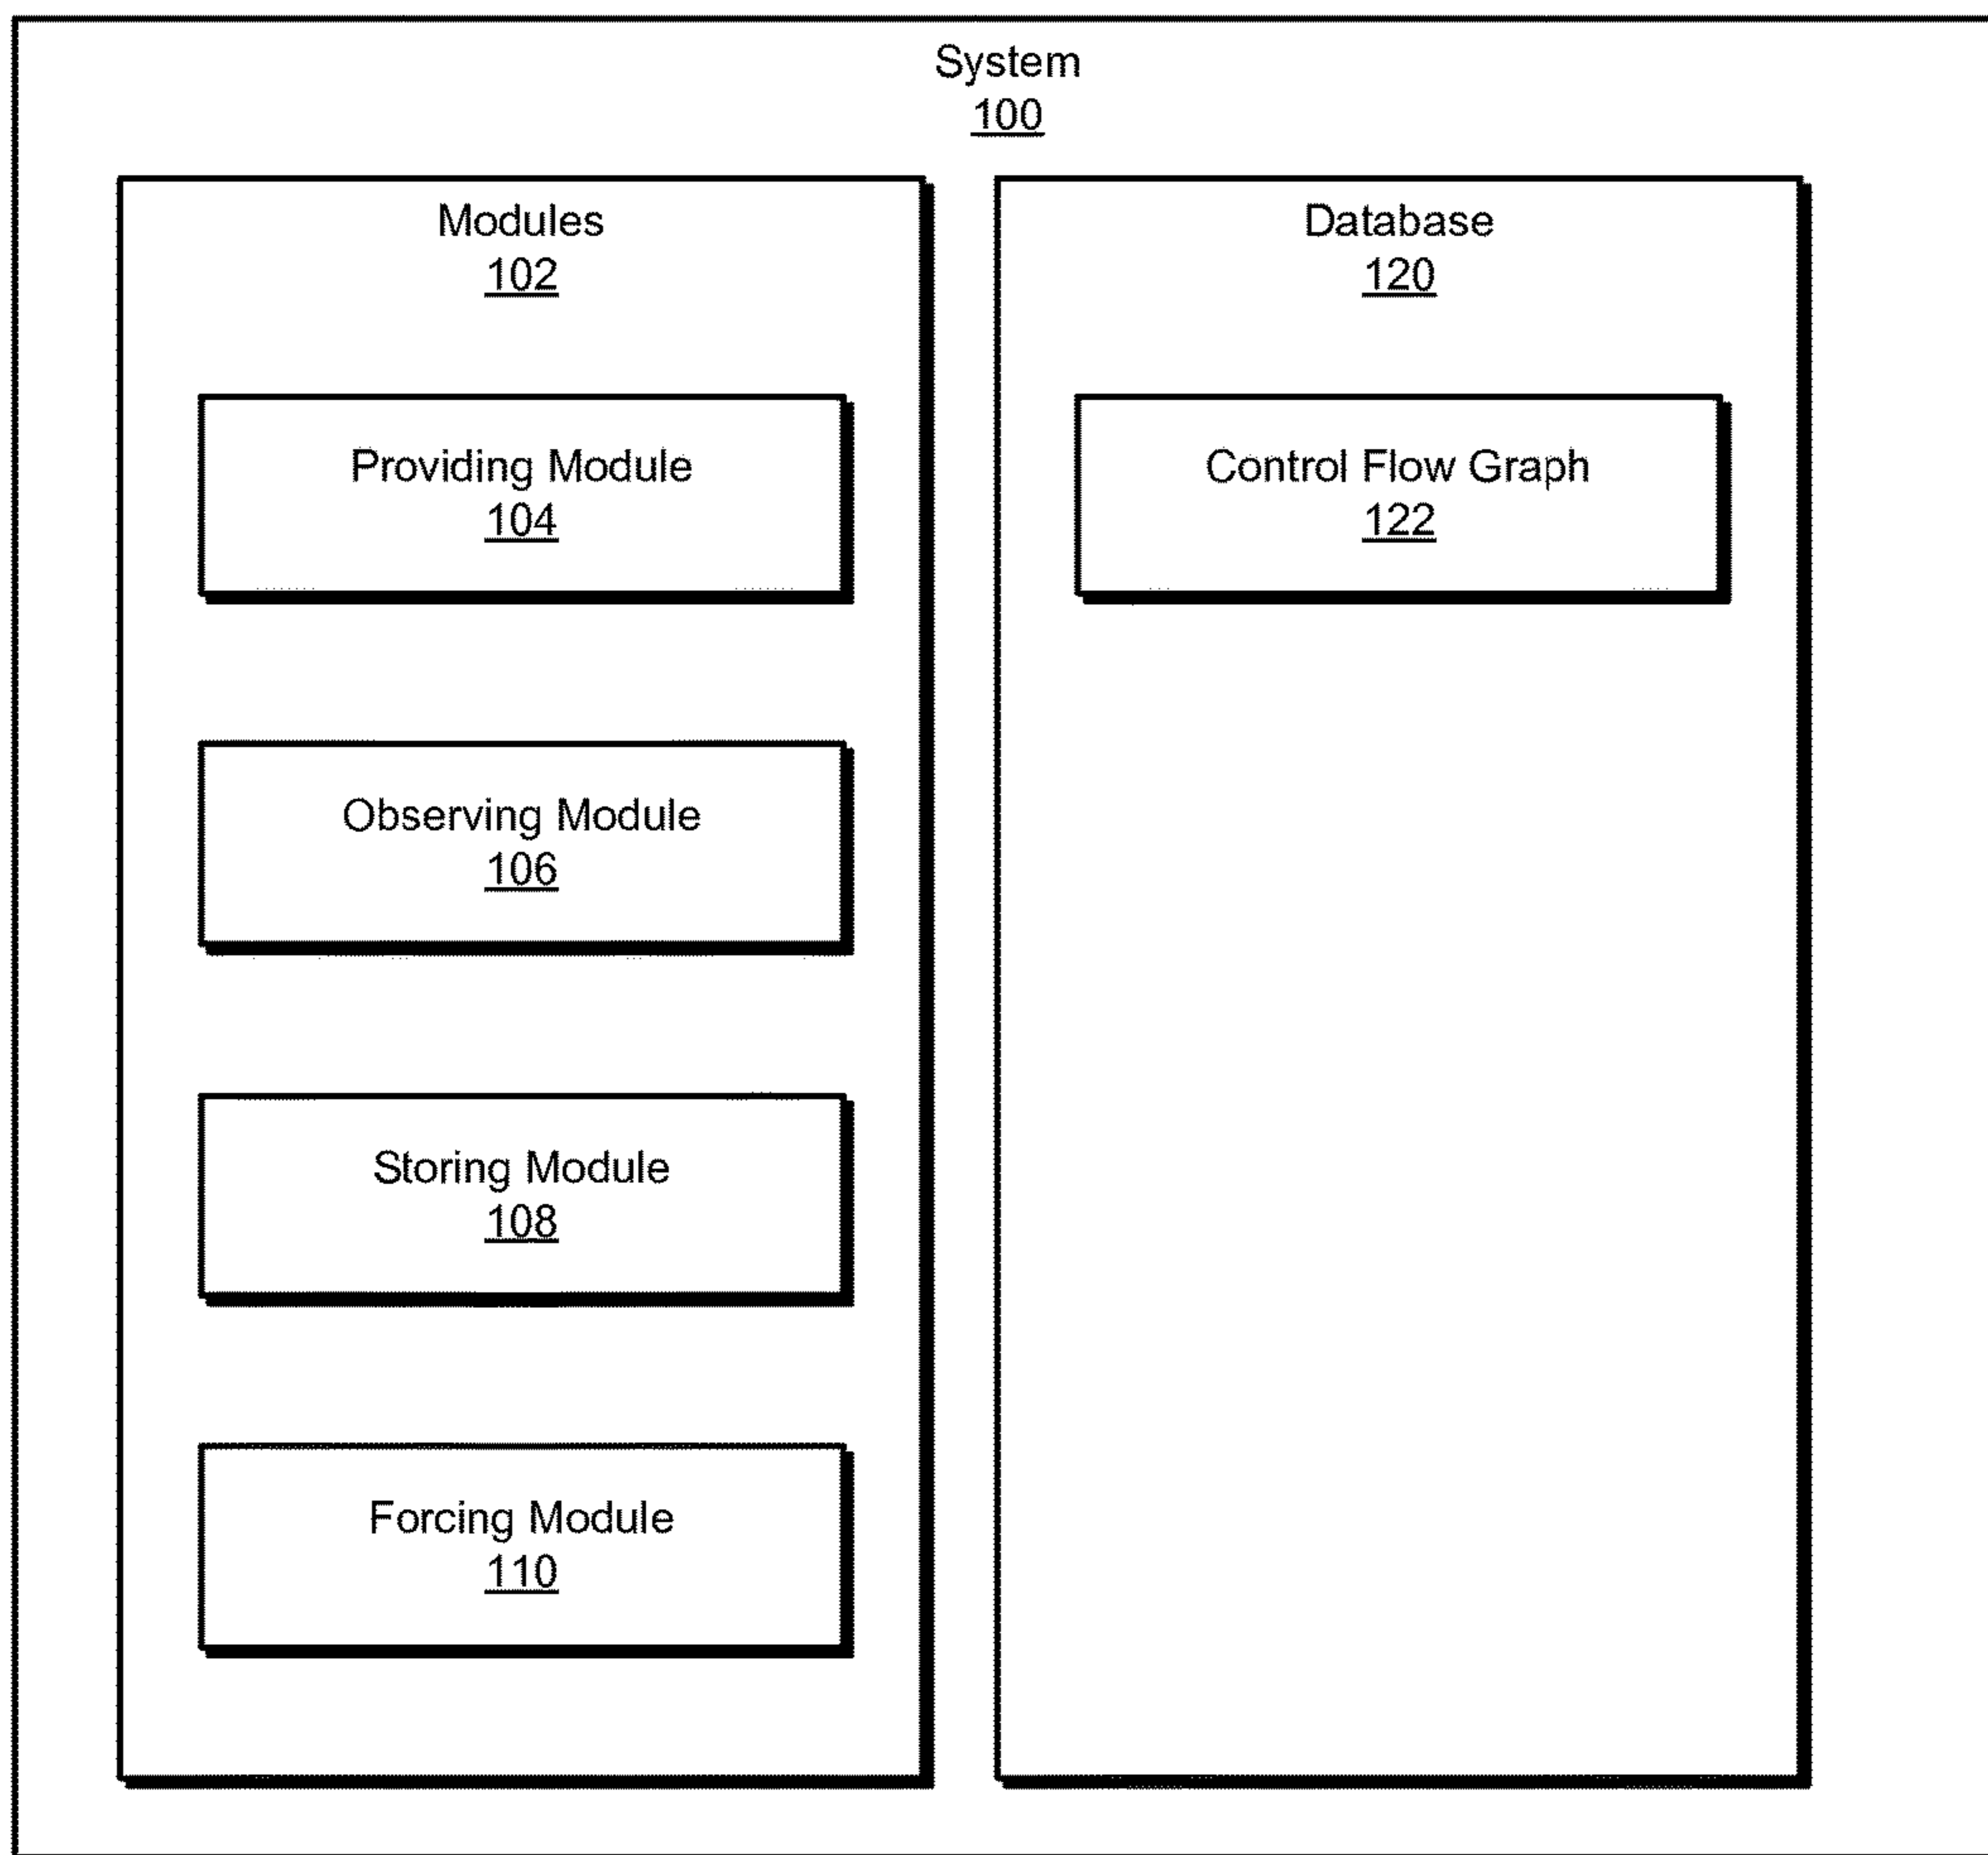 System
100
Modules
102
Providing Module
104
Observing Module
106
Storing Module
108
Forcing Module
110
Database
120
Control Flow Graph
122